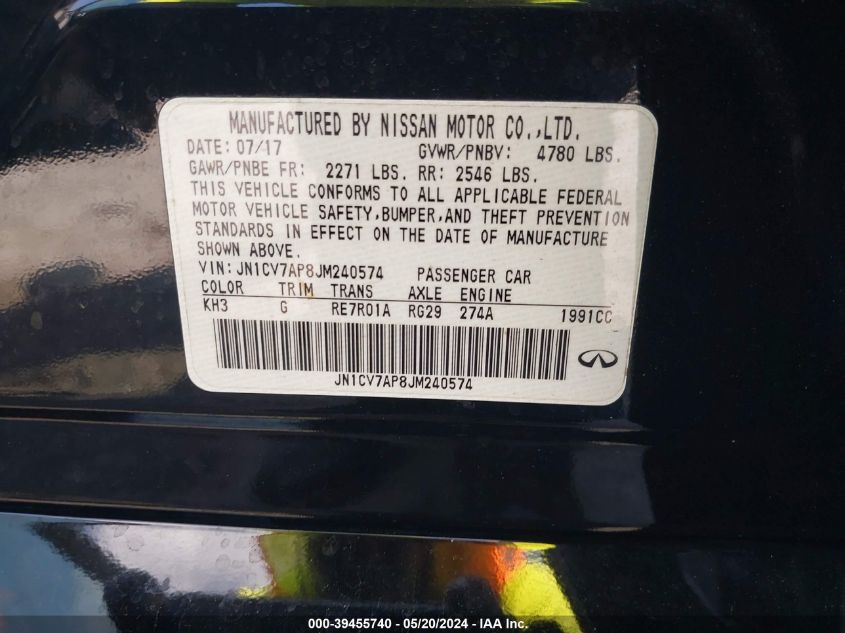 MANUFACTURED BY NISSAN MOTOR CO.,LTD.
DATE: 07/17 GVWR/PNBV: 4780 LBS.
GAWR/PNBE FR: 2271 LBS. RR: 2546 LBS.
THIS VEHICLE CONFORMS TO ALL APPLICABLE FEDERAL
MOTOR VEHICLE SAFETY,BUMPER,AND THEFT PREVENTION
STANDARDS IN EFFECT ON THE DATE OF MANUFACTURE
SHOWN ABOVE.
VIN: JN1CV7AP8JM240574 PASSENGER CAR
COLOR TRIM TRANS AXLE ENGINE
KH3 G RE7R01A RG29 274A 1991CC
JN1CV7AP8JM240574
000-39455740 - 05/20/2024 - IAA Inc.